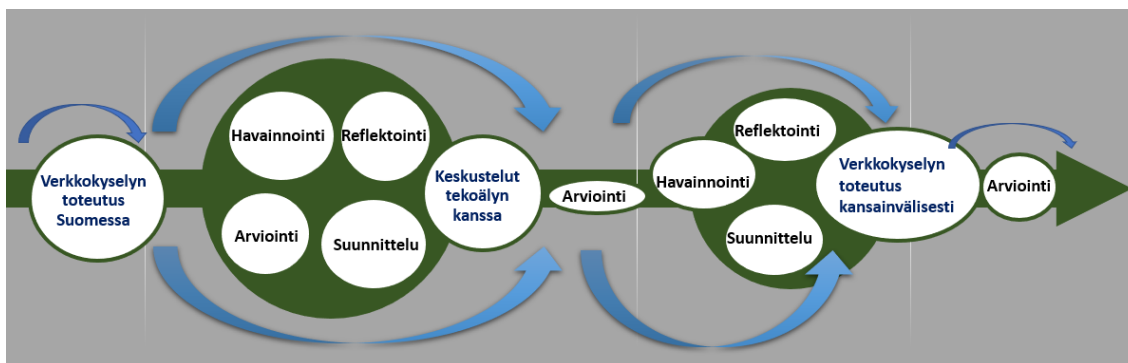 Verkkokyselyn
toteutus
Suomessa
Havainnointi
Reflektointi
Arviointi
Suunnittelu
Keskustelut
tekoälyn
kanssa
Arviointi
Havainnointi
Reflektointi
Suunnittelu
Verkkokyselyn
toteutus
kansainvälisesti
Arviointi